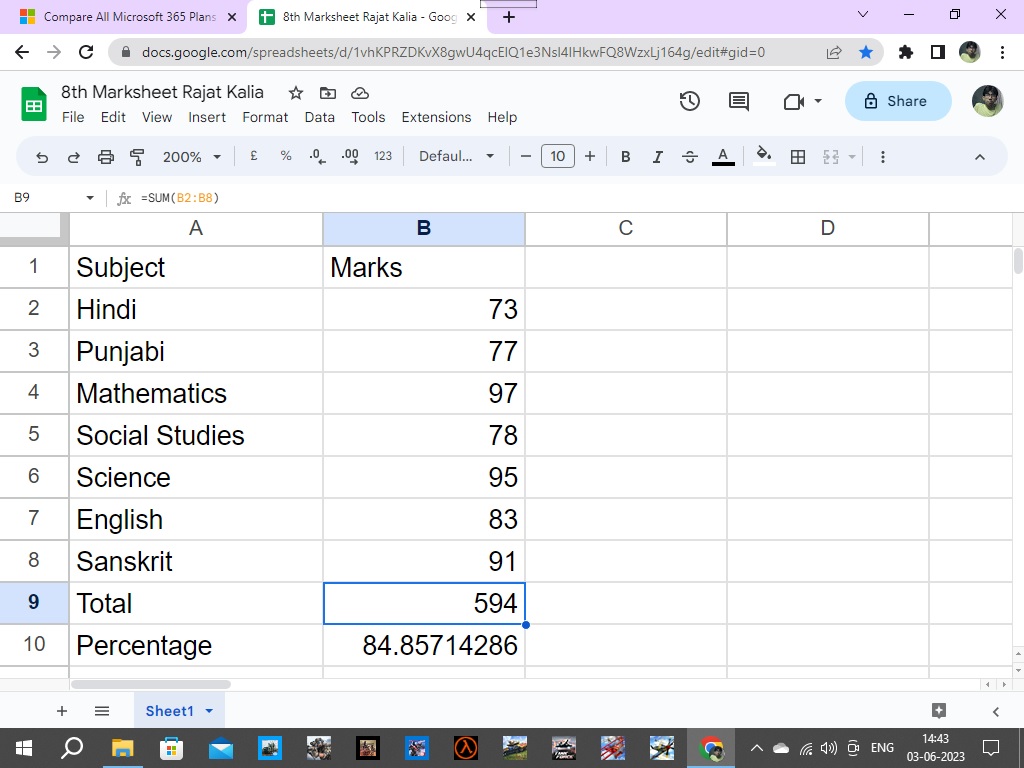 Compare All Microsoft 365 Plans
8th Marksheet Rajat Kalia - Goog
docs.google.com/spreadsheets/d/1vhKPRZDKvX8gwU4qcElQ1e3Nsl4lHkwFQ8WzxLj164g/edit#gid=0
8th Marksheet Rajat Kalia
Share
File Edit View Insert Format Data Tools Extensions Help
200% £ % .0 .00 123 Defaul... 10 B I A
B9 fx =SUM(B2:B8)
A B C D
1 Subject Marks
2 Hindi 73
3 Punjabi 77
4 Mathematics 97
5 Social Studies 78
6 Science 95
7 English 83
8 Sanskrit 91
9 Total 594
10 Percentage 84.85714286
Sheet1
ENG
14:43
03-06-2023